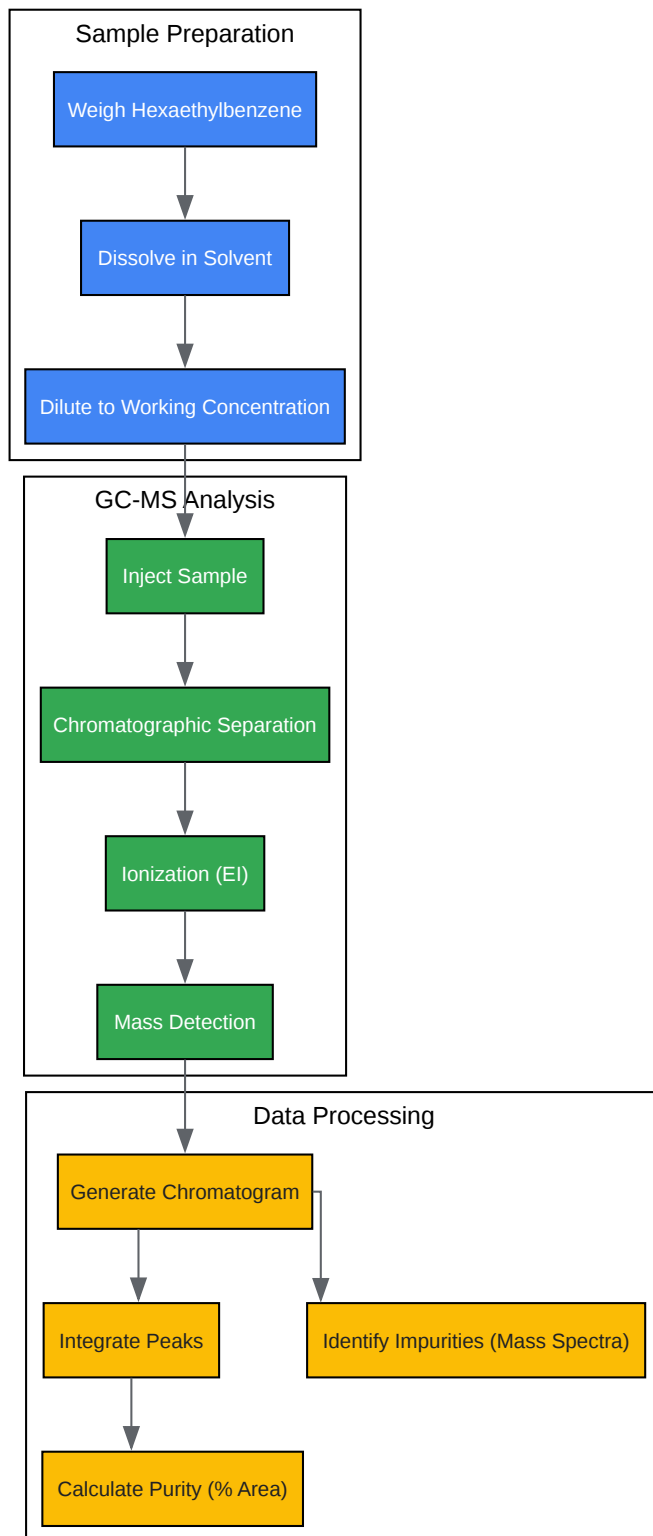 Sample Preparation
Weigh Hexaethylbenzene
Dissolve in Solvent
Dilute to Working Concentration
GC-MS Analysis
Inject Sample
Chromatographic Separation
Ionization (EI)
Mass Detection
Data Processing
Generate Chromatogram
Integrate Peaks
Identify Impurities (Mass Spectra)
Calculate Purity (% Area)